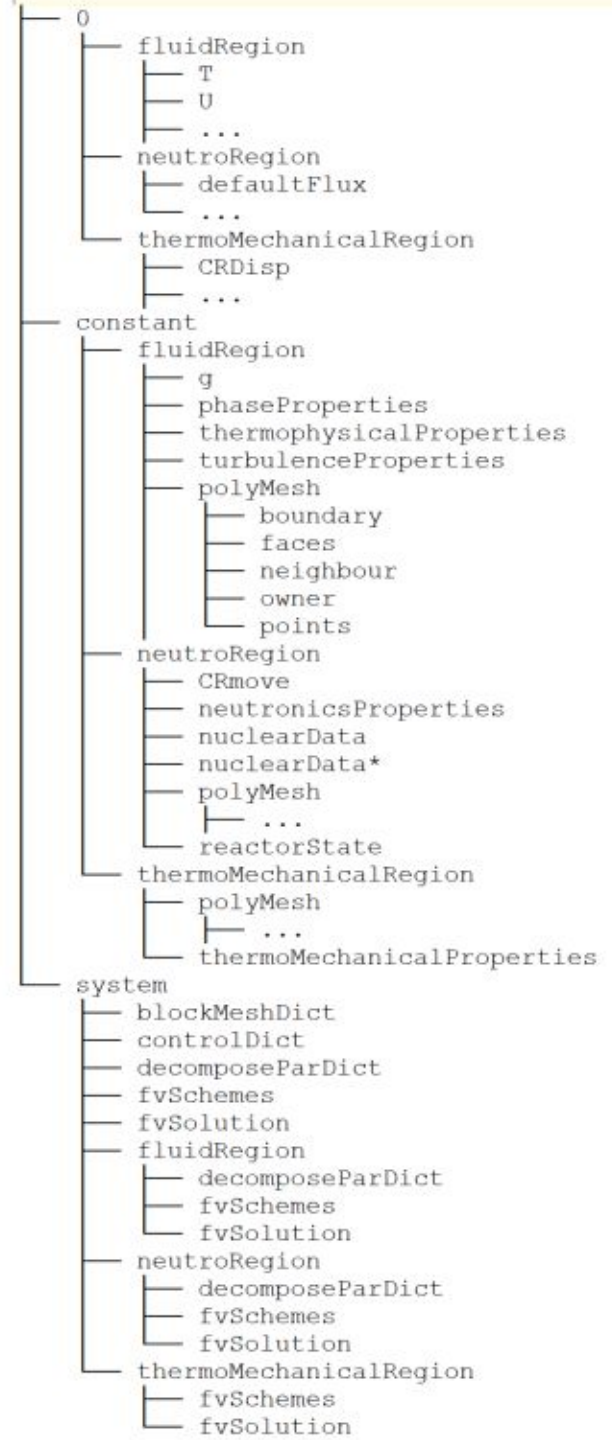 0
fluidRegion
T
U
...
neutroRegion
defaultFlux
...
thermoMechanicalRegion
CRDisp
...
constant
fluidRegion
g
phaseProperties
thermophysicalProperties
turbulenceProperties
polyMesh
boundary
faces
neighbour
owner
points
neutroRegion
CRmove
neutronicsProperties
nuclearData
nuclearData*
polyMesh
...
reactorState
thermoMechanicalRegion
polyMesh
...
thermoMechanicalProperties
system
blockMeshDict
controlDict
decomposeParDict
fvSchemes
fvSolution
fluidRegion
decomposeParDict
fvSchemes
fvSolution
neutroRegion
decomposeParDict
fvSchemes
fvSolution
thermoMechanicalRegion
fvSchemes
fvSolution